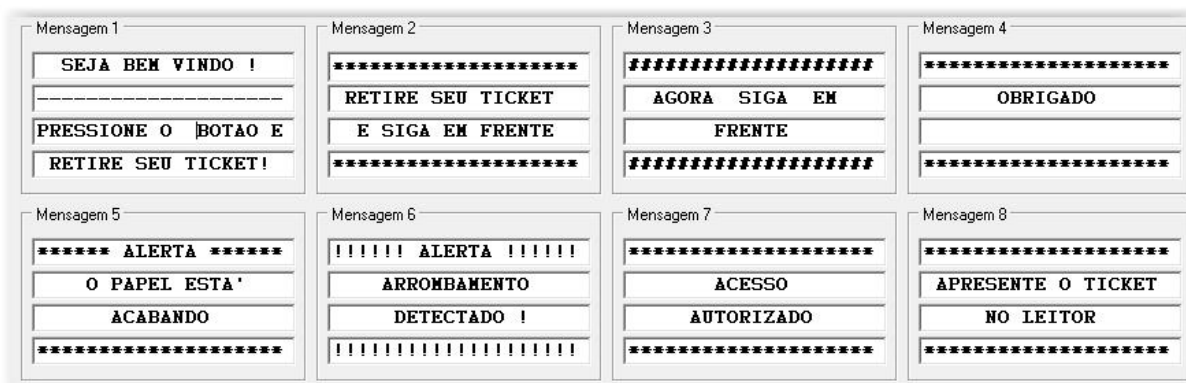 Mensagem 1
SEJA BEM VINDO !
--------------------
PRESSIONE O  BOTAO E
RETIRE SEU TICKET!
Mensagem 2
********************
RETIRE SEU TICKET
E SIGA EM FRENTE
********************
Mensagem 3
####################
AGORA  SIGA  EM
FRENTE
####################
Mensagem 4
********************
OBRIGADO
********************
Mensagem 5
****** ALERTA ******
O PAPEL ESTA'
ACABANDO
********************
Mensagem 6
!!!!!! ALERTA !!!!!!
ARROMBAMENTO
DETECTADO !
!!!!!!!!!!!!!!!!!!!!
Mensagem 7
********************
ACESSO
AUTORIZADO
********************
Mensagem 8
********************
APRESENTE O TICKET
NO LEITOR
********************